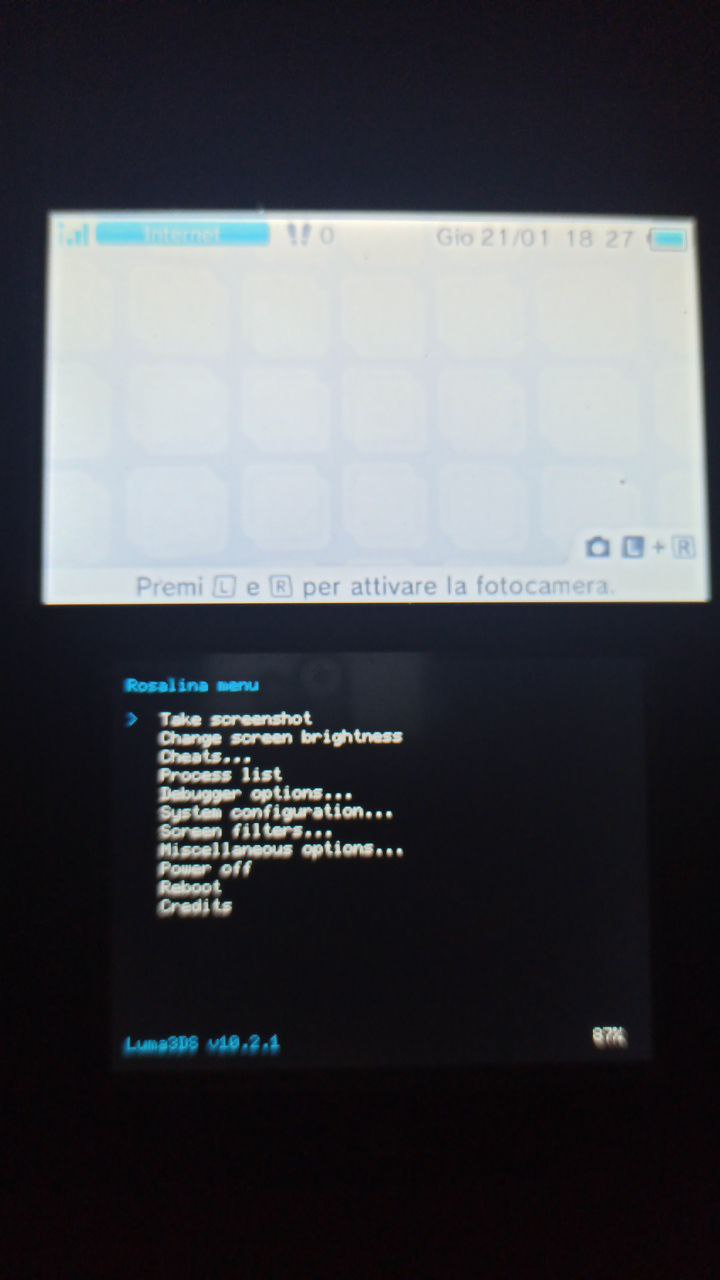 Internet 0 Gio 21/01 18 27
L + R
Premi L e R per attivare la fotocamera.
Rosalina menu
> Take screenshot
Change screen brightness
Cheats...
Process list
Debugger options...
System configuration...
Screen filters...
Miscellaneous options...
Power off
Reboot
Credits
Luma3DS v10.2.1 87%